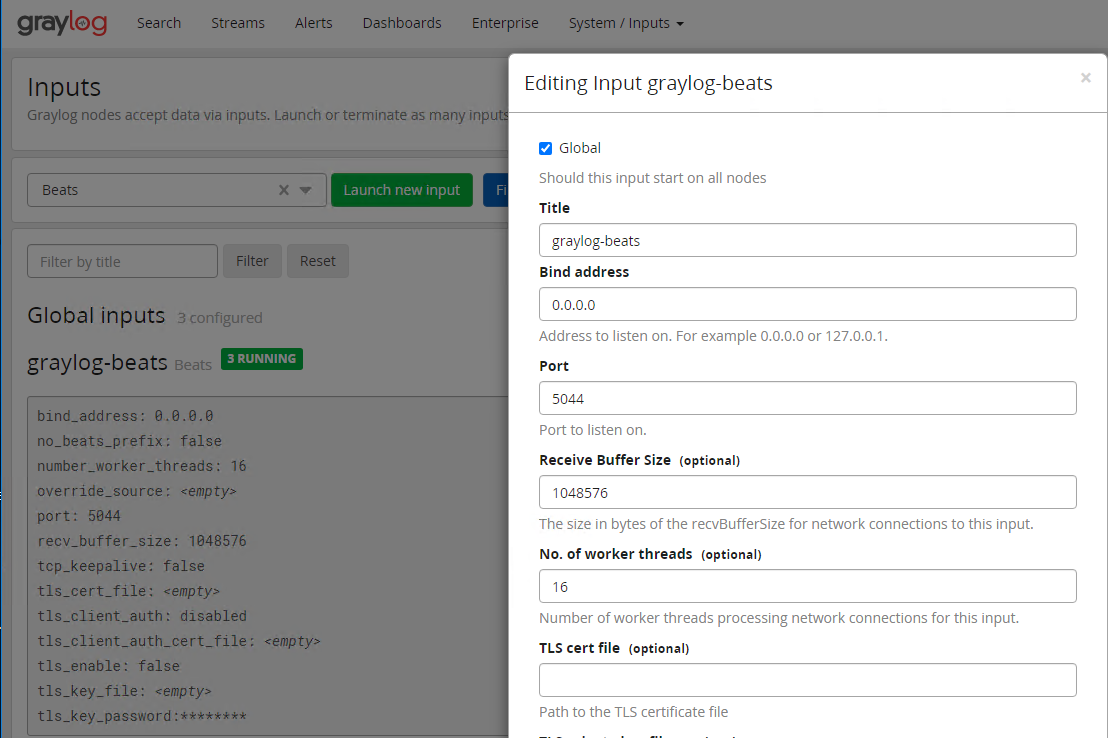 graylog Search Streams Alerts Dashboards Enterprise System / Inputs
Inputs
Graylog nodes accept data via inputs. Launch or terminate as many inputs
Beats
Launch new input
Filter by title
Filter
Reset
Global inputs 3 configured
graylog-beats Beats 3 RUNNING
bind_address: 0.0.0.0
no_beats_prefix: false
number_worker_threads: 16
override_source: <empty>
port: 5044
recv_buffer_size: 1048576
tcp_keepalive: false
tls_cert_file: <empty>
tls_client_auth: disabled
tls_client_auth_cert_file: <empty>
tls_enable: false
tls_key_file: <empty>
tls_key_password:********
Editing Input graylog-beats ×
Global
Should this input start on all nodes
Title
graylog-beats
Bind address
0.0.0.0
Address to listen on. For example 0.0.0.0 or 127.0.0.1.
Port
5044
Port to listen on.
Receive Buffer Size (optional)
1048576
The size in bytes of the recvBufferSize for network connections to this input.
No. of worker threads (optional)
16
Number of worker threads processing network connections for this input.
TLS cert file (optional)
Path to the TLS certificate file